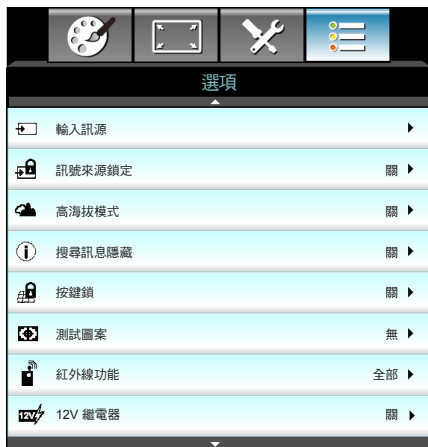 選項
輸入訊源
訊號來源鎖定 關
高海拔模式 關
搜尋訊息隱藏 關
按鍵鎖 關
測試圖案 無
紅外線功能 全部
12V 12V 繼電器 關